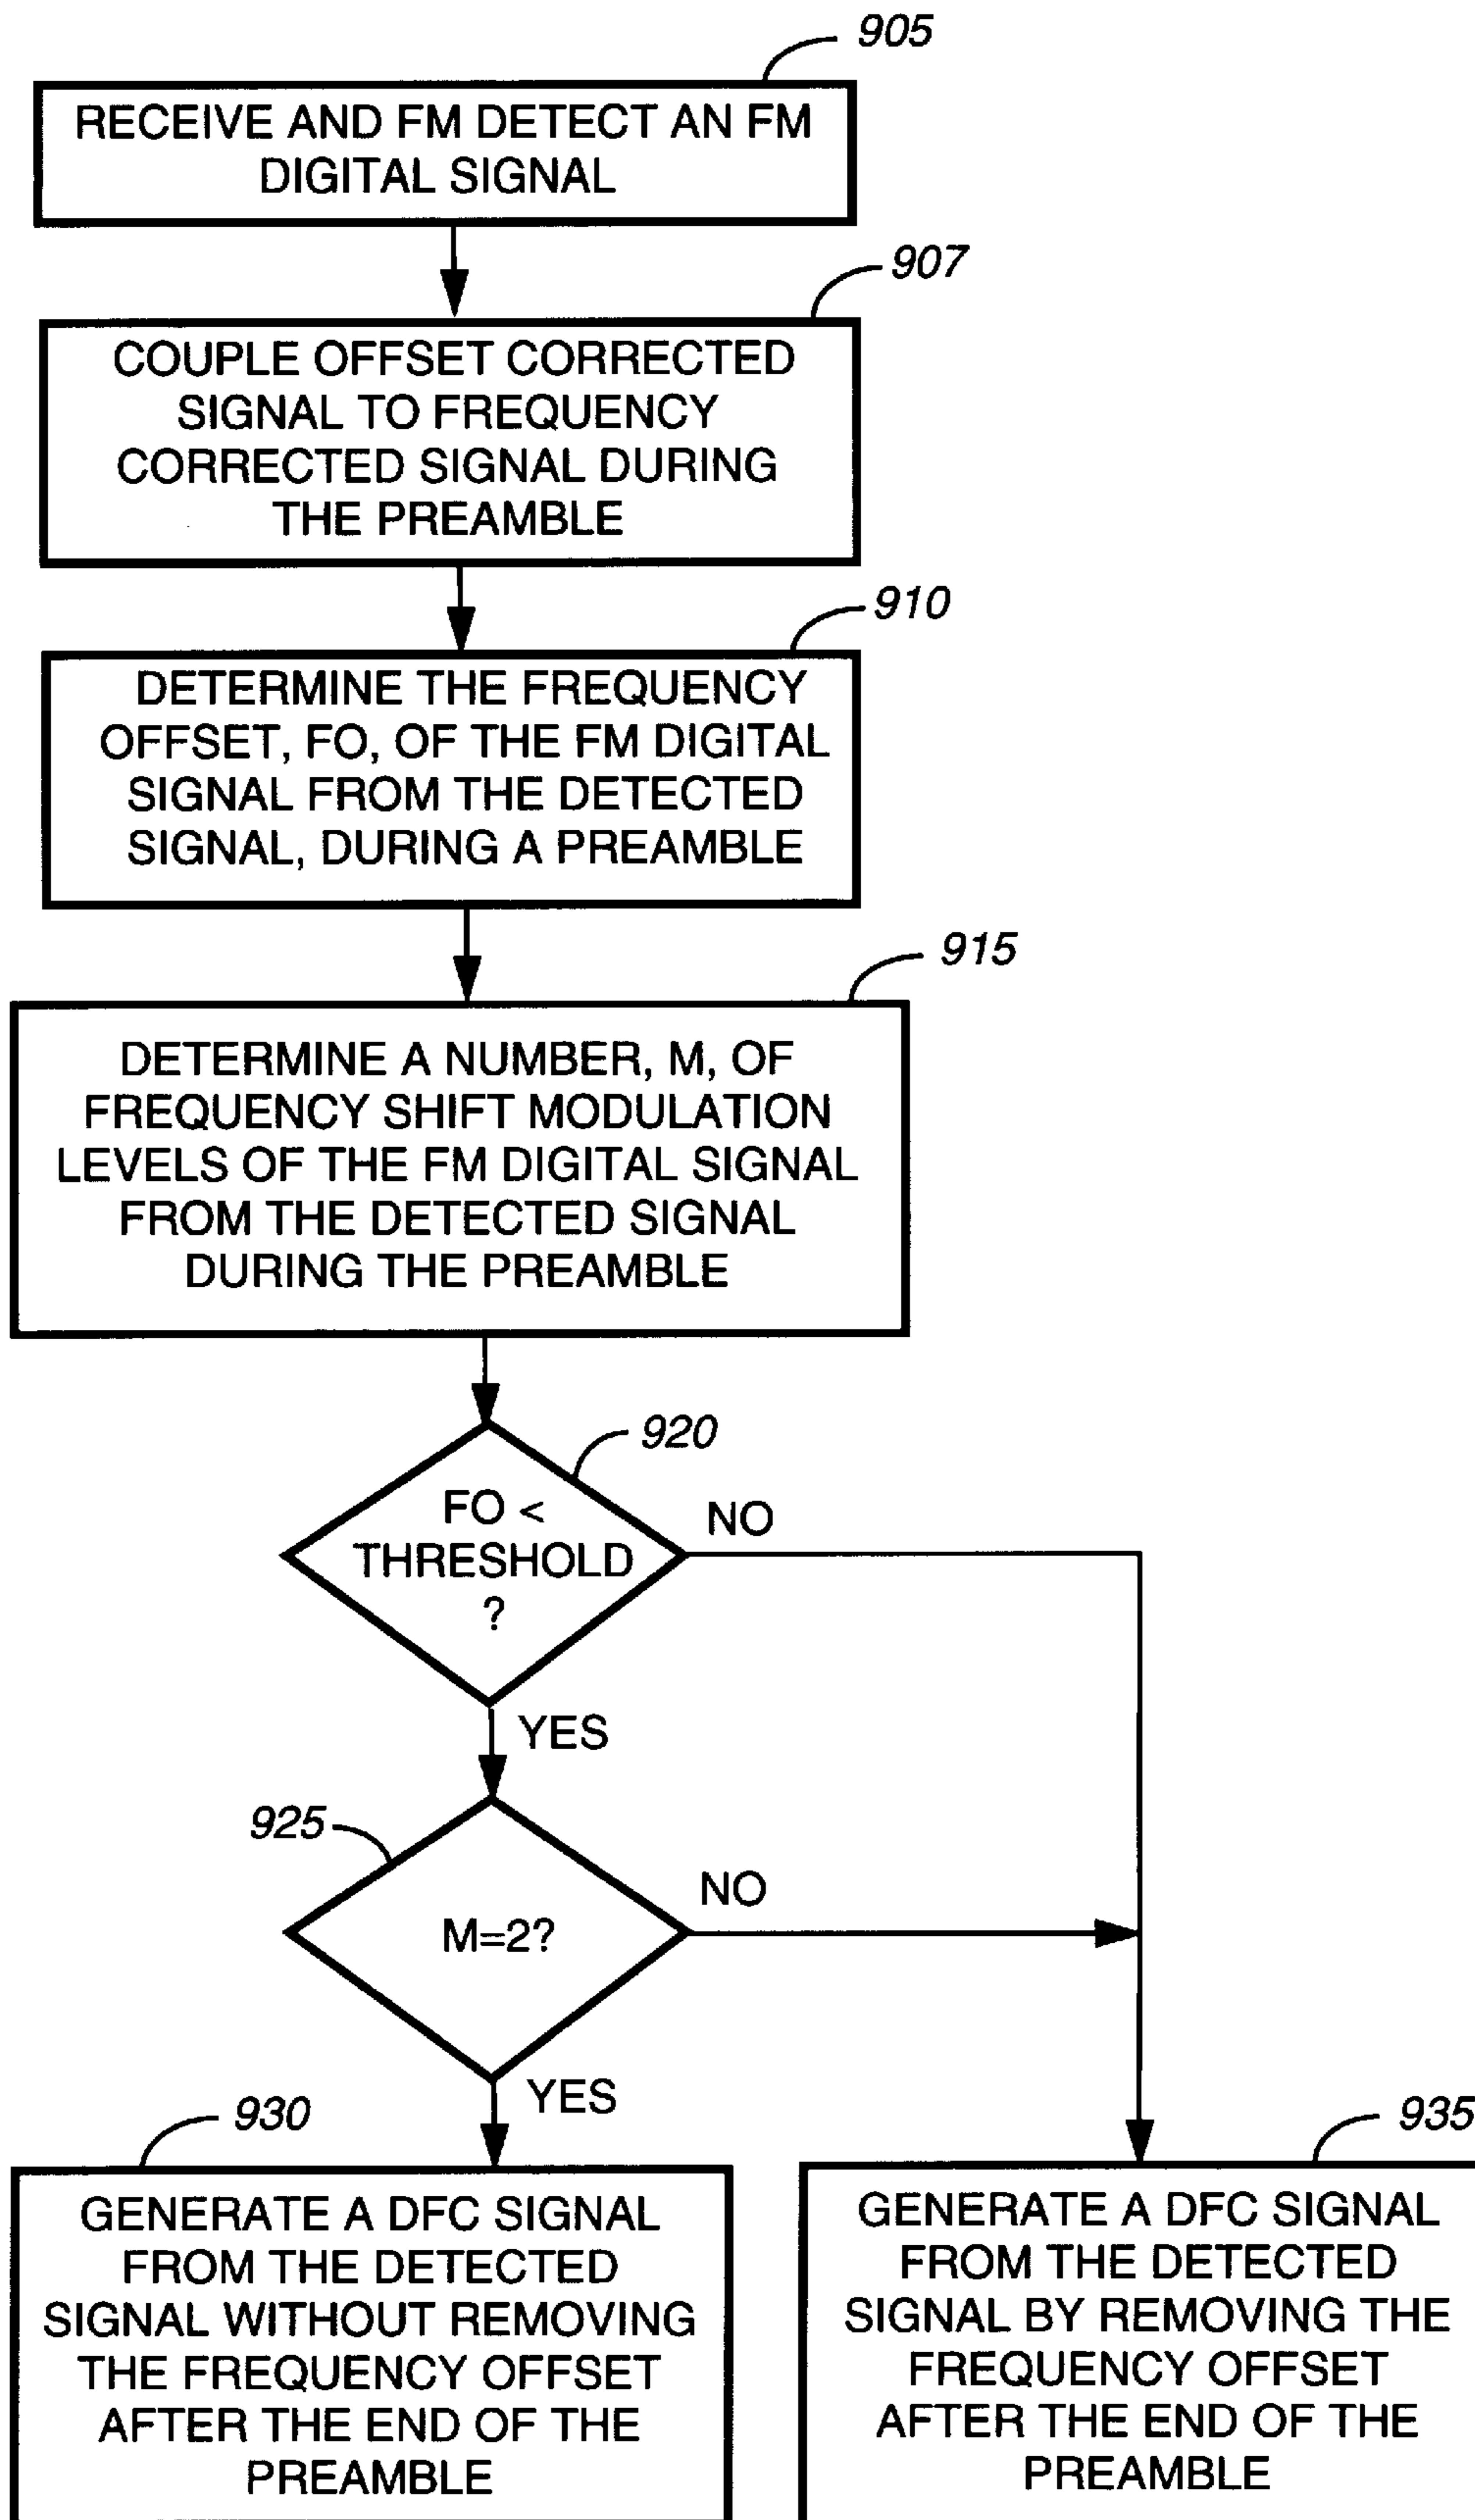 905
RECEIVE AND FM DETECT AN FM
DIGITAL SIGNAL
907
COUPLE OFFSET CORRECTED
SIGNAL TO FREQUENCY
CORRECTED SIGNAL DURING
THE PREAMBLE
910
DETERMINE THE FREQUENCY
OFFSET, FO, OF THE FM DIGITAL
SIGNAL FROM THE DETECTED
SIGNAL, DURING A PREAMBLE
915
DETERMINE A NUMBER, M, OF
FREQUENCY SHIFT MODULATION
LEVELS OF THE FM DIGITAL SIGNAL
FROM THE DETECTED SIGNAL
DURING THE PREAMBLE
920
FO <
THRESHOLD
?
NO
YES
925
M=2?
NO
YES
930
GENERATE A DFC SIGNAL
FROM THE DETECTED
SIGNAL WITHOUT REMOVING
THE FREQUENCY OFFSET
AFTER THE END OF THE
PREAMBLE
935
GENERATE A DFC SIGNAL
FROM THE DETECTED
SIGNAL BY REMOVING THE
FREQUENCY OFFSET
AFTER THE END OF THE
PREAMBLE